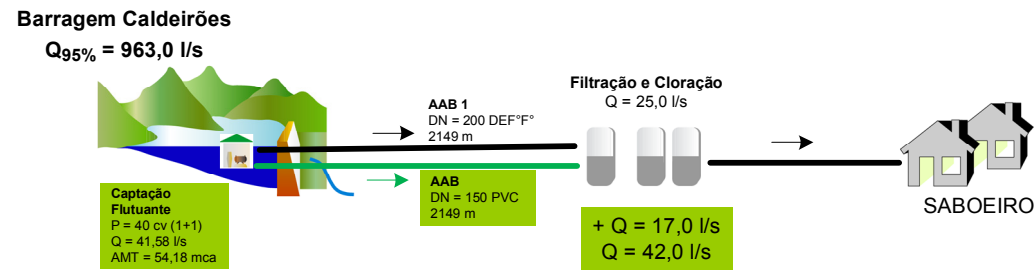 Barragem Caldeirões
Q95% = 963,0 l/s
AAB 1
DN = 200 DEF°F°
2149 m
Filtração e Cloração
Q = 25,0 l/s
Captação
Flutuante
P = 40 cv (1+1)
Q = 41,58 l/s
AMT = 54,18 mca
AAB
DN = 150 PVC
2149 m
+ Q = 17,0 l/s
Q = 42,0 l/s
SABOEIRO